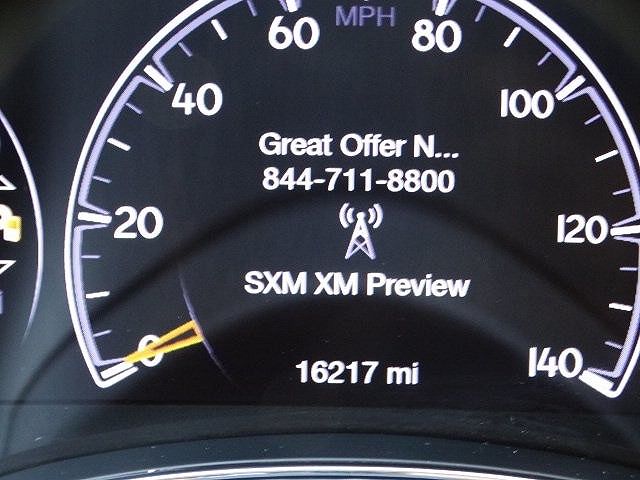 MPH
60 80
40 100
Great Offer N...
844-711-8800
20 120
SXM XM Preview
0 140
16217 mi